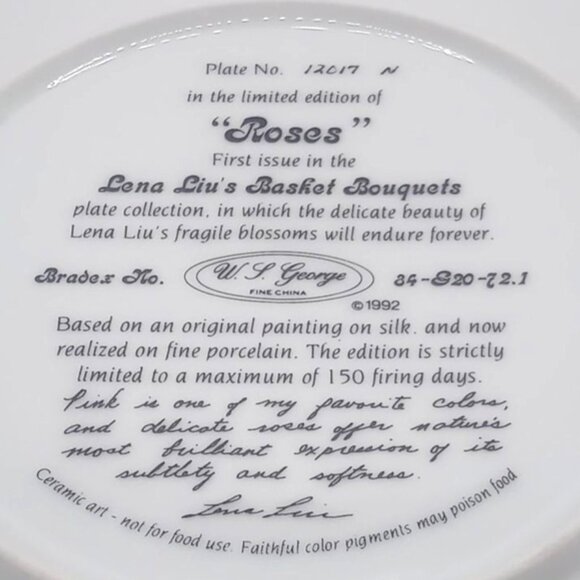 Plate No. 12017 N
in the limited edition of
"Roses"
First issue in the
Lena Liu's Basket Bouquets
plate collection, in which the delicate beauty of
Lena Liu's fragile blossoms will endure forever.
Bradex No. W. S. George 84-G20-72.1
FINE CHINA
©1992
Based on an original painting on silk, and now
realized on fine porcelain. The edition is strictly
limited to a maximum of 150 firing days.
Pink is one of my favorite colors,
and delicate roses offer nature's
most brilliant expression of its
subtlety and softness.
Lena Liu
Ceramic art - not for food use. Faithful color pigments may poison food